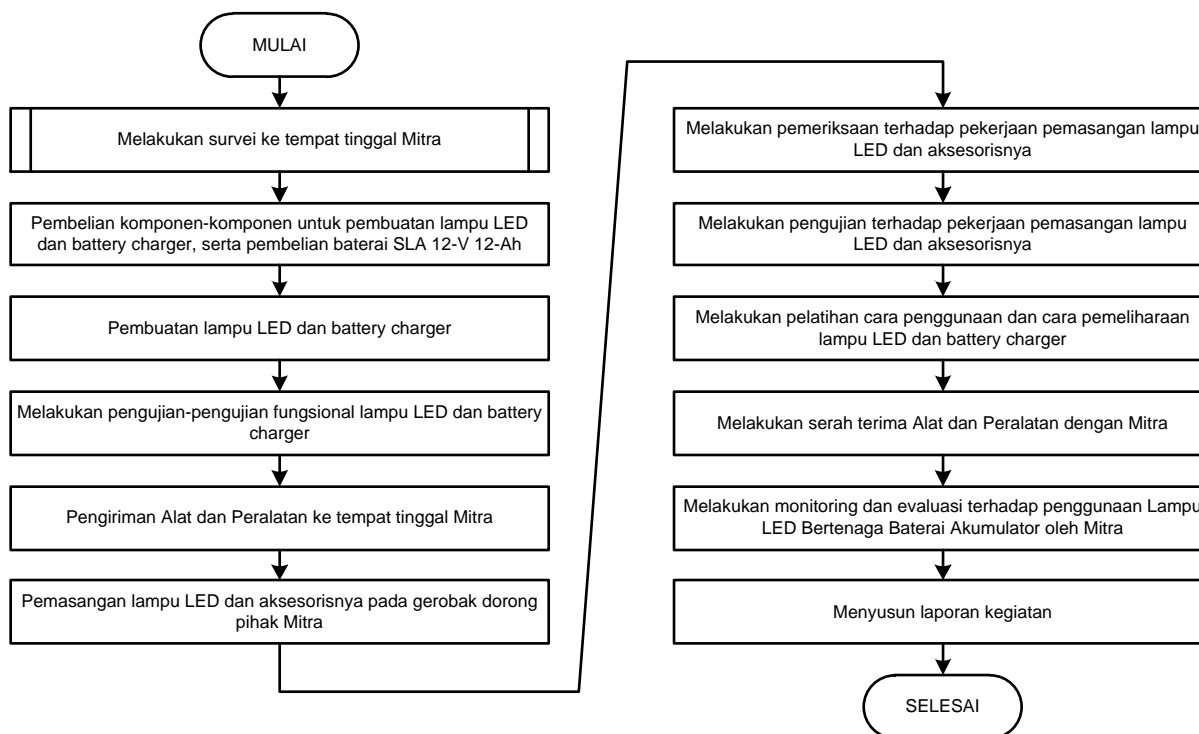 MULAI
Melakukan survei ke tempat tinggal Mitra
Pembelian komponen-komponen untuk pembuatan lampu LED
dan battery charger, serta pembelian baterai SLA 12-V 12-Ah
Pembuatan lampu LED dan battery charger
Melakukan pengujian-pengujian fungsional lampu LED dan battery
charger
Pengiriman Alat dan Peralatan ke tempat tinggal Mitra
Pemasangan lampu LED dan aksesorisnya pada gerobak dorong
pihak Mitra
Melakukan pemeriksaan terhadap pekerjaan pemasangan lampu
LED dan aksesorisnya
Melakukan pengujian terhadap pekerjaan pemasangan lampu
LED dan aksesorisnya
Melakukan pelatihan cara penggunaan dan cara pemeliharaan
lampu LED dan battery charger
Melakukan serah terima Alat dan Peralatan dengan Mitra
Melakukan monitoring dan evaluasi terhadap penggunaan Lampu
LED Bertenaga Baterai Akumulator oleh Mitra
Menyusun laporan kegiatan
SELESAI